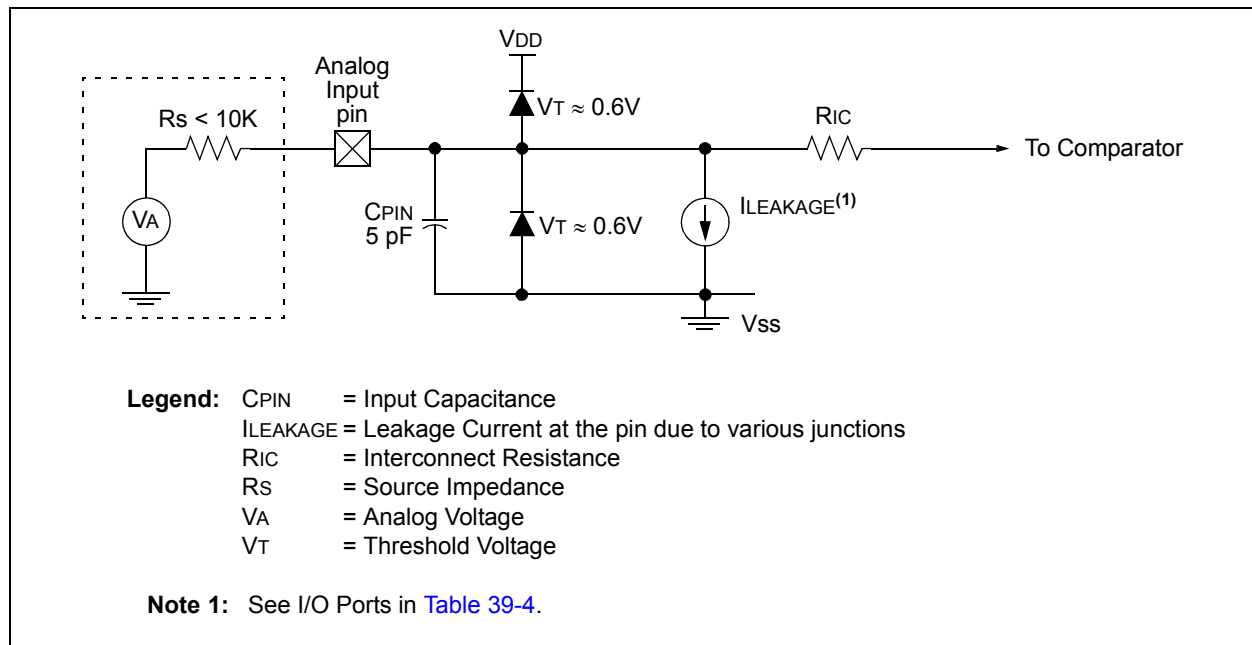 VDD
Analog
Input
pin
Rs < 10K
VT ≈ 0.6V
RIC
To Comparator
VA
CPIN
5 pF
VT ≈ 0.6V
ILEAKAGE(1)
Vss
Legend: CPIN = Input Capacitance
ILEAKAGE = Leakage Current at the pin due to various junctions
RIC = Interconnect Resistance
RS = Source Impedance
VA = Analog Voltage
VT = Threshold Voltage
Note 1: See I/O Ports in Table 39-4.